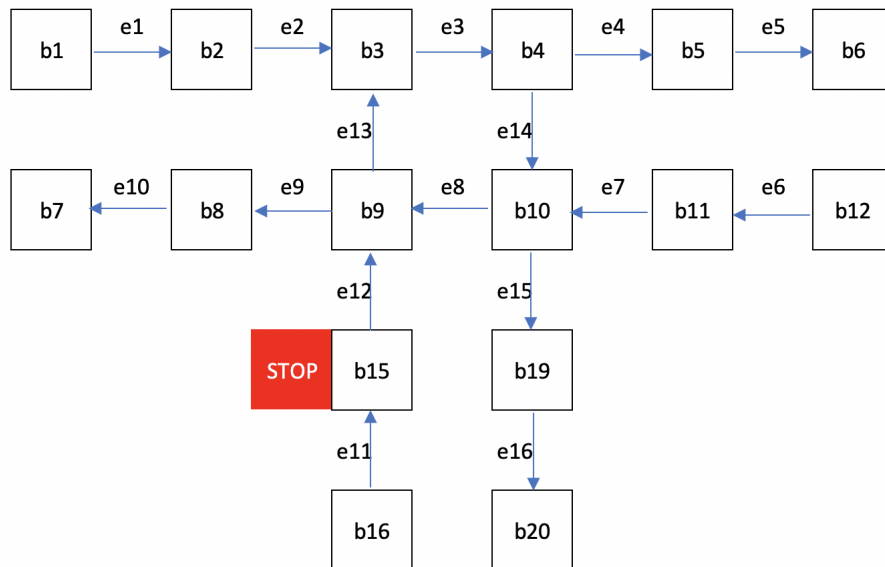 e1 e2 e3 e4 e5
b1 b2 b3 b4 b5 b6
e13 e14
e10 e9 e8 e7 e6
b7 b8 b9 b10 b11 b12
e12 e15
STOP b15 b19
e11 e16
b16 b20